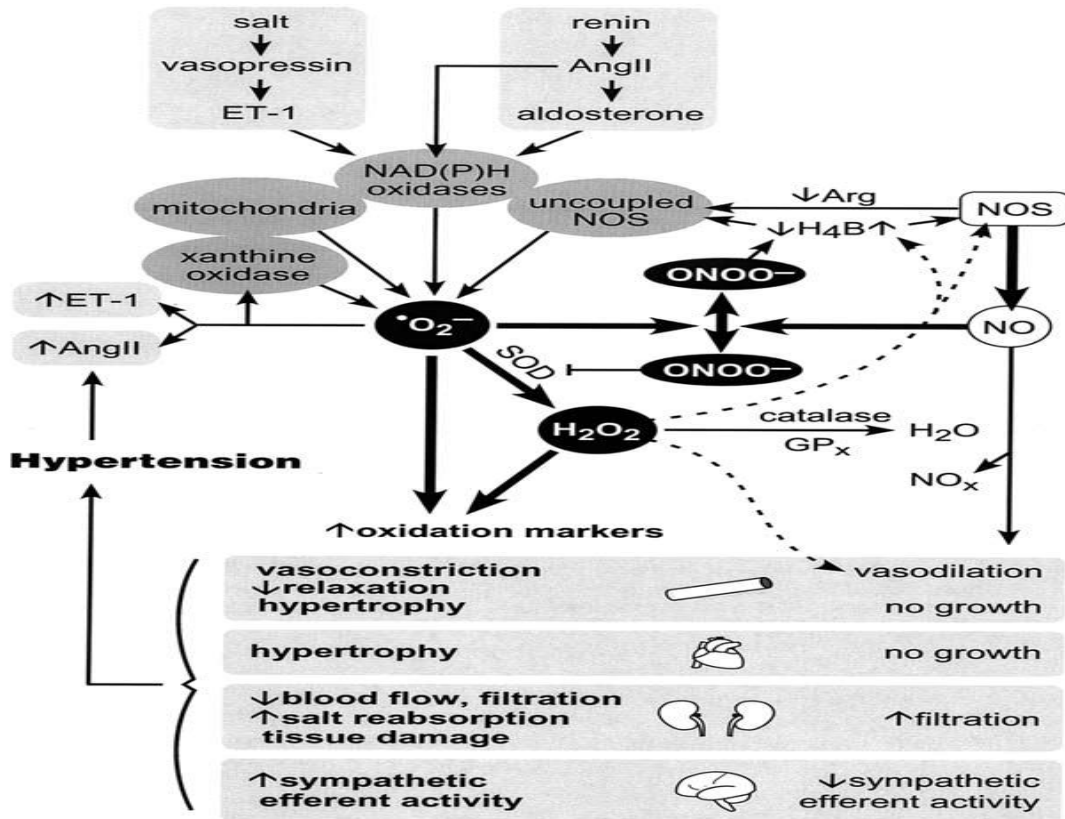 salt
renin
vasopressin
AngII
ET-1
aldosterone
NAD(P)H
oxidases
mitochondria
uncoupled
NOS
↓Arg
NOS
↓H4B↑
xanthine
oxidase
ONOO−
↑ET-1
•O2−
NO
↑AngII
SOD
ONOO−
H2O2
catalase
GPx
H2O
Hypertension
NOx
↑oxidation markers
vasoconstriction
↓relaxation
hypertrophy
vasodilation
no growth
hypertrophy
no growth
↓blood flow, filtration
↑salt reabsorption
tissue damage
↑filtration
↑sympathetic
efferent activity
↓sympathetic
efferent activity